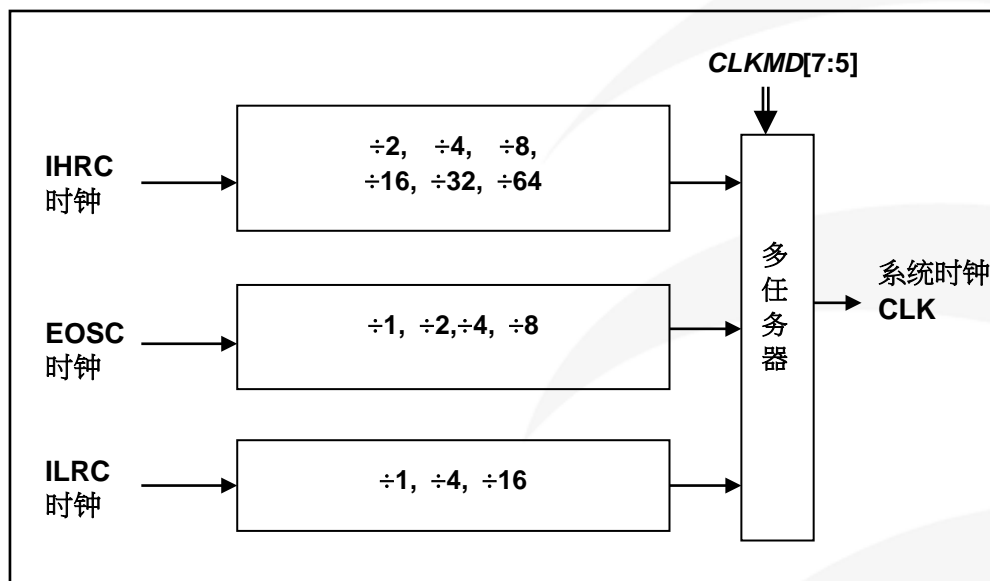 CLKMD[7:5]
IHRC
时钟
÷2, ÷4, ÷8,
÷16, ÷32, ÷64
EOSC
时钟
÷1, ÷2,÷4, ÷8
ILRC
时钟
÷1, ÷4, ÷16
多
任
务
器
系统时钟
CLK